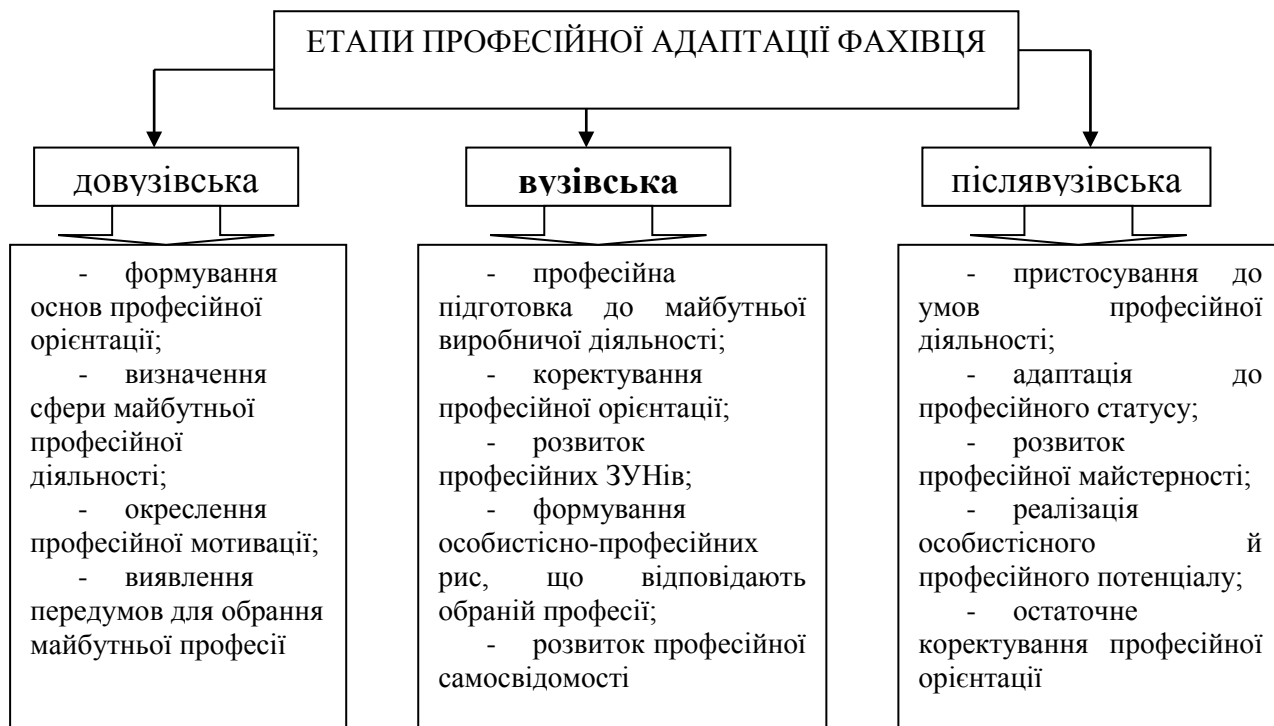 ЕТАПИ ПРОФЕСІЙНОЇ АДАПТАЦІЇ ФАХІВЦЯ
довузівська
- формування
основ професійної
орієнтації;
- визначення
сфери майбутньої
професійної
діяльності;
- окреслення
професійної мотивації;
- виявлення
передумов для обрання
майбутньої професії
вузівська
- професійна
підготовка до майбутньої
виробничої діяльності;
- коректування
професійної орієнтації;
- розвиток
професійних ЗУНів;
- формування
особистісно-професійних
рис, що відповідають
обраній професії;
- розвиток професійної
самосвідомості
післявузівська
- пристосування до
умов професійної
діяльності;
- адаптація до
професійного статусу;
- розвиток
професійної майстерності;
- реалізація
особистісного й
професійного потенціалу;
- остаточне
коректування професійної
орієнтації